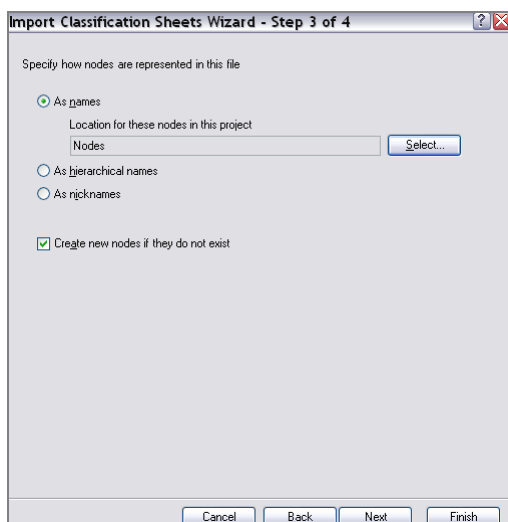 Import Classification Sheets Wizard - Step 3 of 4
?
Specify how nodes are represented in this file
As names
Location for these nodes in this project
Nodes
Select...
As hierarchical names
As nicknames
Create new nodes if they do not exist
Cancel
Back
Next
Finish